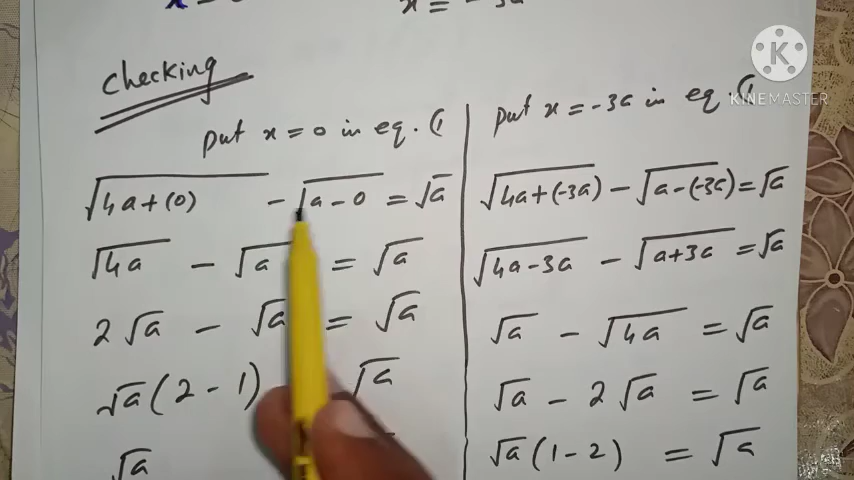 Checking
put x = 0 in eq. (1
√4a+(0) - √a-0 = √a
√4a - √a = √a
2√a - √a = √a
√a(2-1) √a
√a
put x = -3a in eq. (1
√4a+(-3a) - √a-(-3a) = √a
√4a-3a - √a+3a = √a
√a - √4a = √a
√a - 2√a = √a
√a(1-2) = √a
KINEMASTER